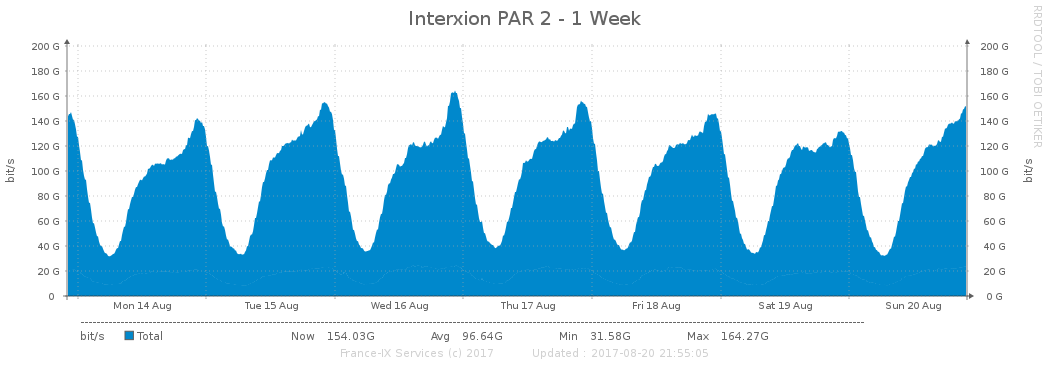 Interxion PAR 2 - 1 Week
RRDTOOL / TOBI OETIKER
200 G 200 G
180 G 180 G
160 G 160 G
140 G 140 G
120 G 120 G
100 G 100 G
80 G 80 G
60 G 60 G
40 G 40 G
20 G 20 G
0 0 G
bit/s
bit/s
Mon 14 Aug Tue 15 Aug Wed 16 Aug Thu 17 Aug Fri 18 Aug Sat 19 Aug Sun 20 Aug
bit/s Total Now 154.03G Avg 96.64G Min 31.58G Max 164.27G
France-IX Services (c) 2017 Updated : 2017-08-20 21:55:05